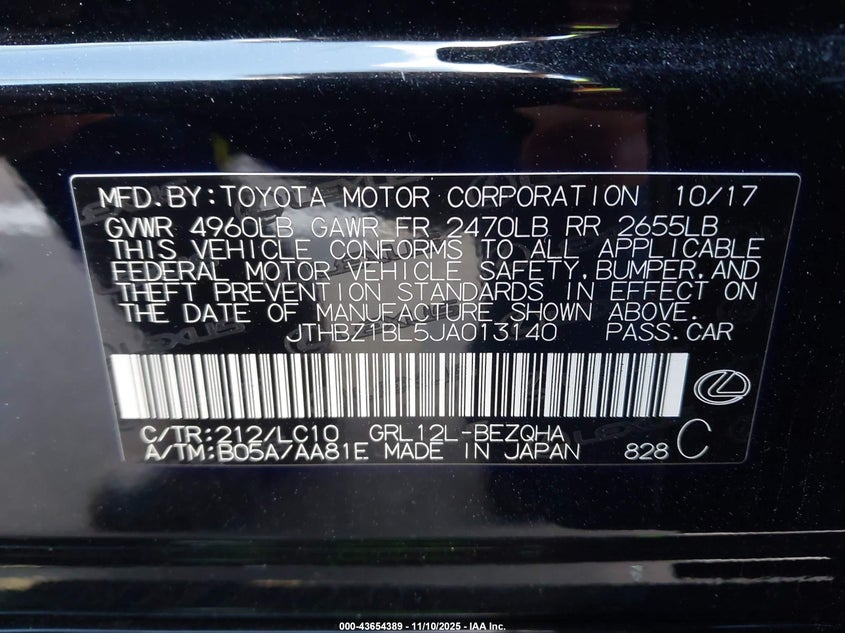 MFD.BY:TOYOTA MOTOR CORPORATION 10/17
GVWR 4960LB GAWR FR 2470LB RR 2655LB
THIS VEHICLE CONFORMS TO ALL APPLICABLE
FEDERAL MOTOR VEHICLE SAFETY,BUMPER,AND
THEFT PREVENTION STANDARDS IN EFFECT ON
THE DATE OF MANUFACTURE SHOWN ABOVE.
JTHBZ1BL5JA013140 PASS.CAR
C/TR:212/LC10 GRL12L-BEZQHA
A/TM:B05A/AA81E MADE IN JAPAN 828 C
000-43654389 - 11/10/2025 - IAA Inc.